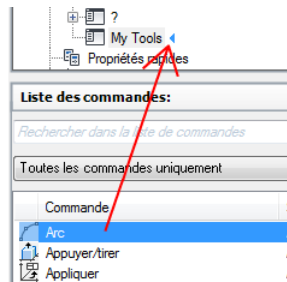 ?
My Tools
Propriétés rapides
Liste des commandes:
Rechercher dans la liste de commandes
Toutes les commandes uniquement
Commande
Arc
Appuyer/tirer
Appliquer